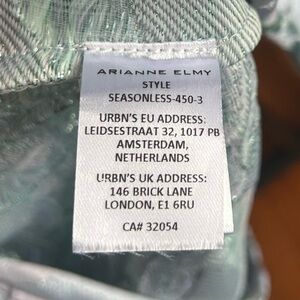 ARIANNE ELMY
STYLE
SEASONLESS-450-3
URBN'S EU ADDRESS:
LEIDSESTRAAT 32, 1017 PB
AMSTERDAM,
NETHERLANDS
URBN'S UK ADDRESS:
146 BRICK LANE
LONDON, E1 6RU
CA# 32054